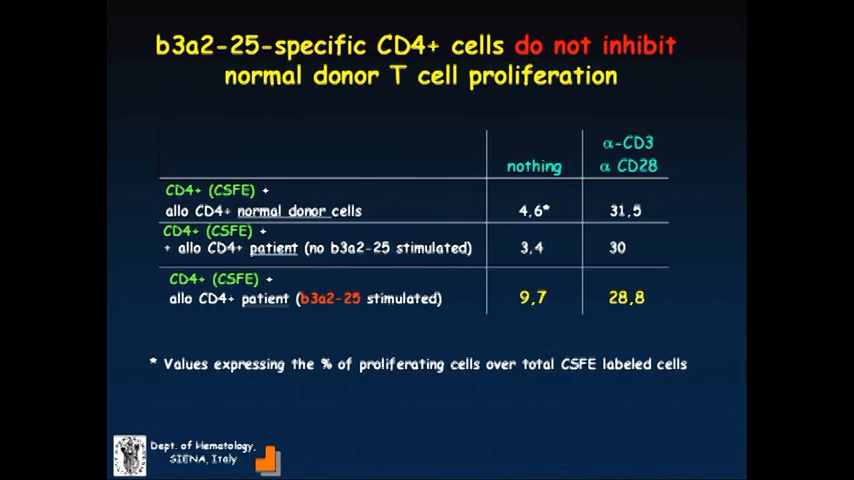 b3a2-25-specific CD4+ cells do not inhibit
normal donor T cell proliferation
nothing
α-CD3
α CD28
CD4+ (CSFE) +
allo CD4+ normal donor cells
4,6*
31,5
CD4+ (CSFE) +
+ allo CD4+ patient (no b3a2-25 stimulated)
3,4
30
CD4+ (CSFE) +
allo CD4+ patient (b3a2-25 stimulated)
9,7
28,8
* Values expressing the % of proliferating cells over total CSFE labeled cells
Dept. of Hematology,
SIENA, Italy